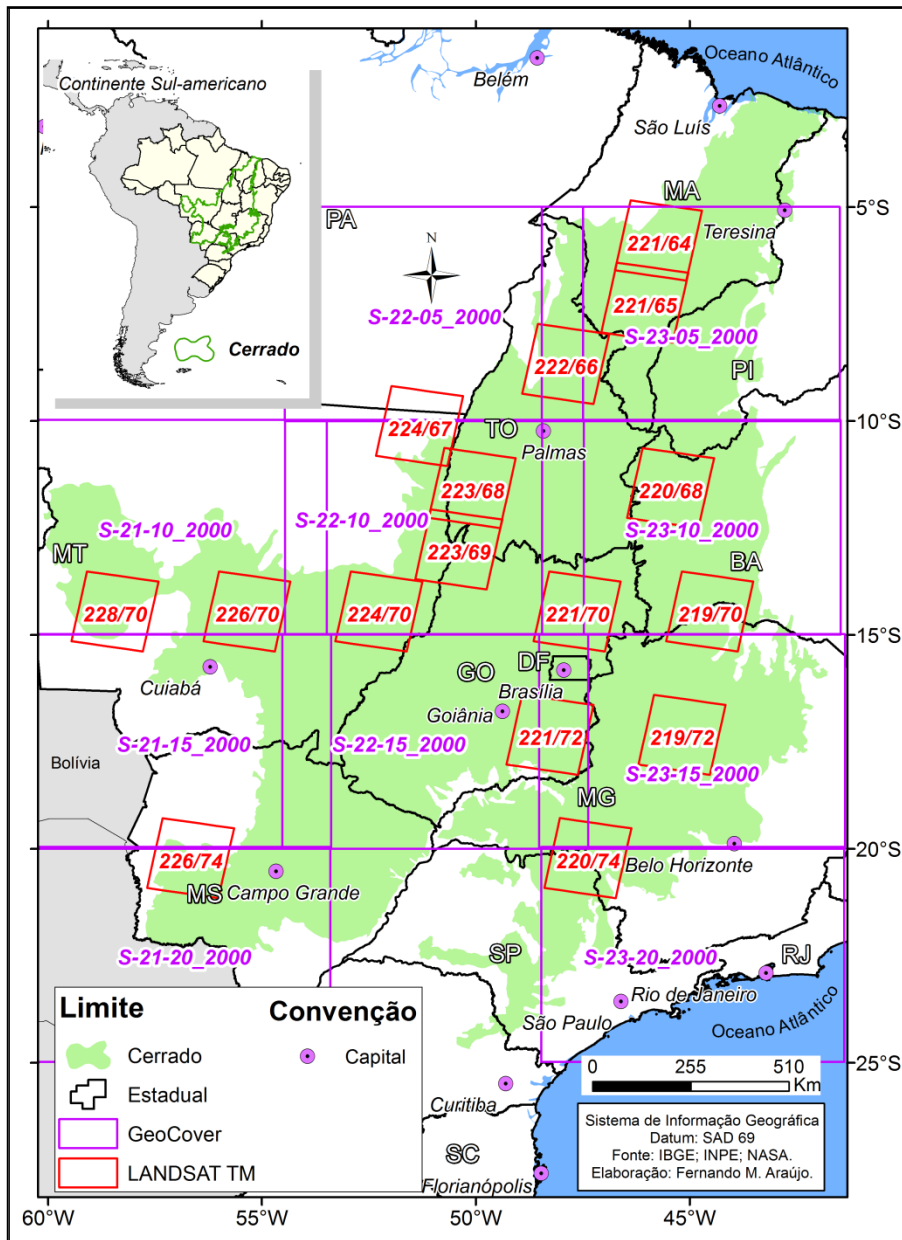 Continente Sul-americano
Cerrado
Oceano Atlântico
Belém
São Luís
MA
PA
5°S
Teresina
N
221/64
221/65
S-22-05_2000
S-23-05_2000
222/66
PI
224/67
TO
10°S
Palmas
223/68
220/68
S-21-10_2000
S-22-10_2000
S-23-10_2000
MT
223/69
BA
228/70
226/70
224/70
221/70
219/70
15°S
GO
DF
Cuiabá
Brasília
Goiânia
221/72
219/72
S-21-15_2000
S-22-15_2000
Bolívia
S-23-15_2000
MG
20°S
226/74
220/74
Belo Horizonte
MS
Campo Grande
S-21-20_2000
SP
S-23-20_2000
RJ
Rio de Janeiro
São Paulo
Oceano Atlântico
Limite
Convenção
Cerrado
Capital
Estadual
GeoCover
LANDSAT TM
25°S
0 255 510
Km
Curitiba
SC
Florianópolis
Sistema de Informação Geográfica
Datum: SAD 69
Fonte: IBGE; INPE; NASA.
Elaboração: Fernando M. Araújo.
60°W 55°W 50°W 45°W